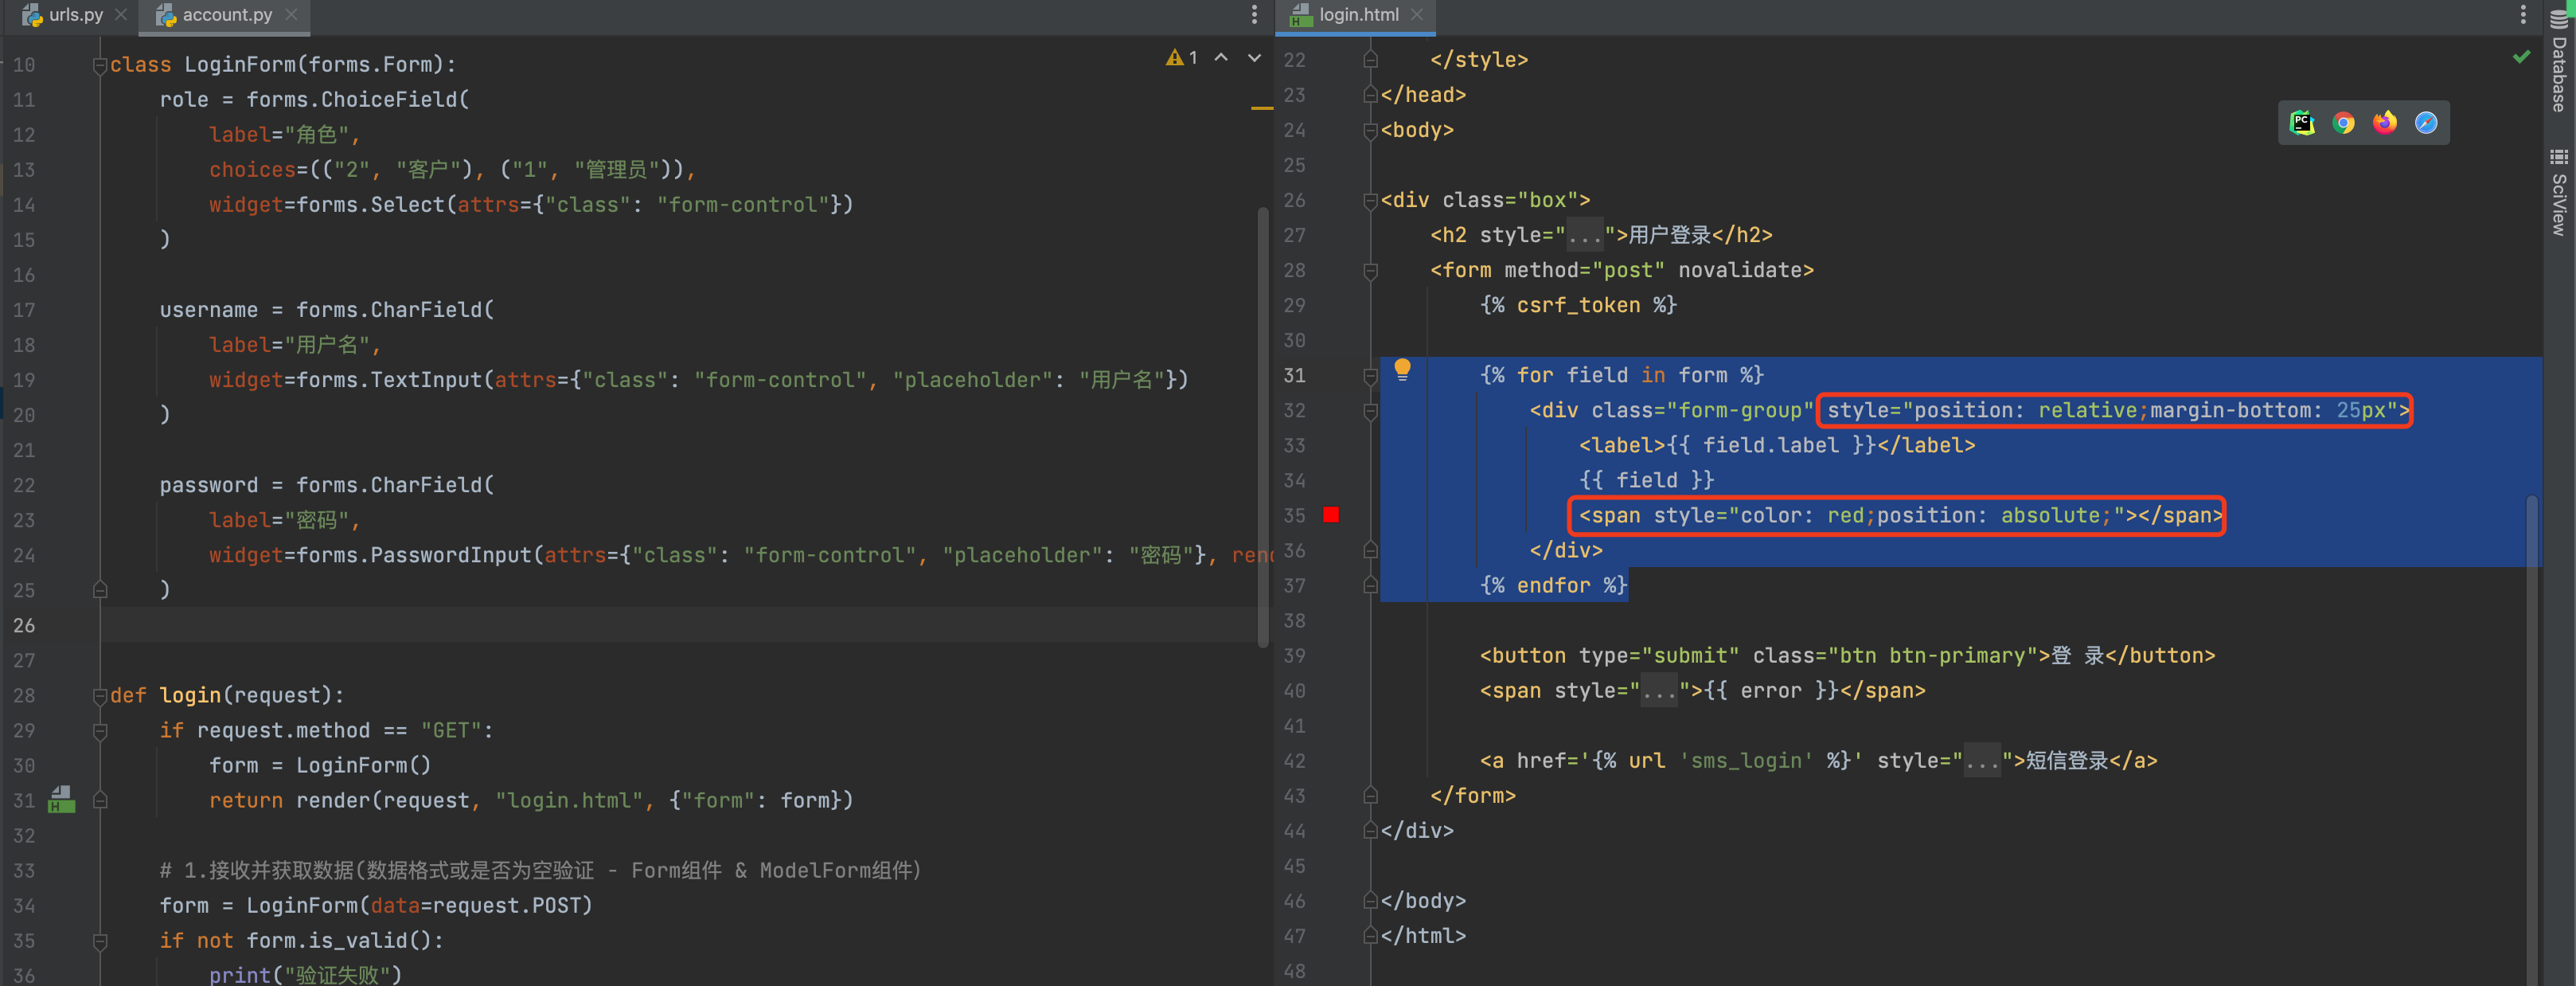 urls.py
account.py
1
10 class LoginForm(forms.Form):
11 role = forms.ChoiceField(
12 label="角色",
13 choices=(("2", "客户"), ("1", "管理员")),
14 widget=forms.Select(attrs={"class": "form-control"})
15 )
16
17 username = forms.CharField(
18 label="用户名",
19 widget=forms.TextInput(attrs={"class": "form-control", "placeholder": "用户名"})
20 )
21
22 password = forms.CharField(
23 label="密码",
24 widget=forms.PasswordInput(attrs={"class": "form-control", "placeholder": "密码"}, rend
25 )
26
27
28 def login(request):
29 if request.method == "GET":
30 form = LoginForm()
31 return render(request, "login.html", {"form": form})
32
33 # 1.接收并获取数据(数据格式或是否为空验证 - Form组件 & ModelForm组件)
34 form = LoginForm(data=request.POST)
35 if not form.is_valid():
36 print("验证失败")
login.html
22 </style>
23 </head>
24 <body>
25
26 <div class="box">
27 <h2 style="...">用户登录</h2>
28 <form method="post" novalidate>
29 {% csrf_token %}
30
31 {% for field in form %}
32 <div class="form-group" style="position: relative;margin-bottom: 25px">
33 <label>{{ field.label }}</label>
34 {{ field }}
35 <span style="color: red;position: absolute;"></span>
36 </div>
37 {% endfor %}
38
39 <button type="submit" class="btn btn-primary">登 录</button>
40 <span style="...">{{ error }}</span>
41
42 <a href='{% url 'sms_login' %}' style="...">短信登录</a>
43 </form>
44 </div>
45
46 </body>
47 </html>
48
Database
SciView